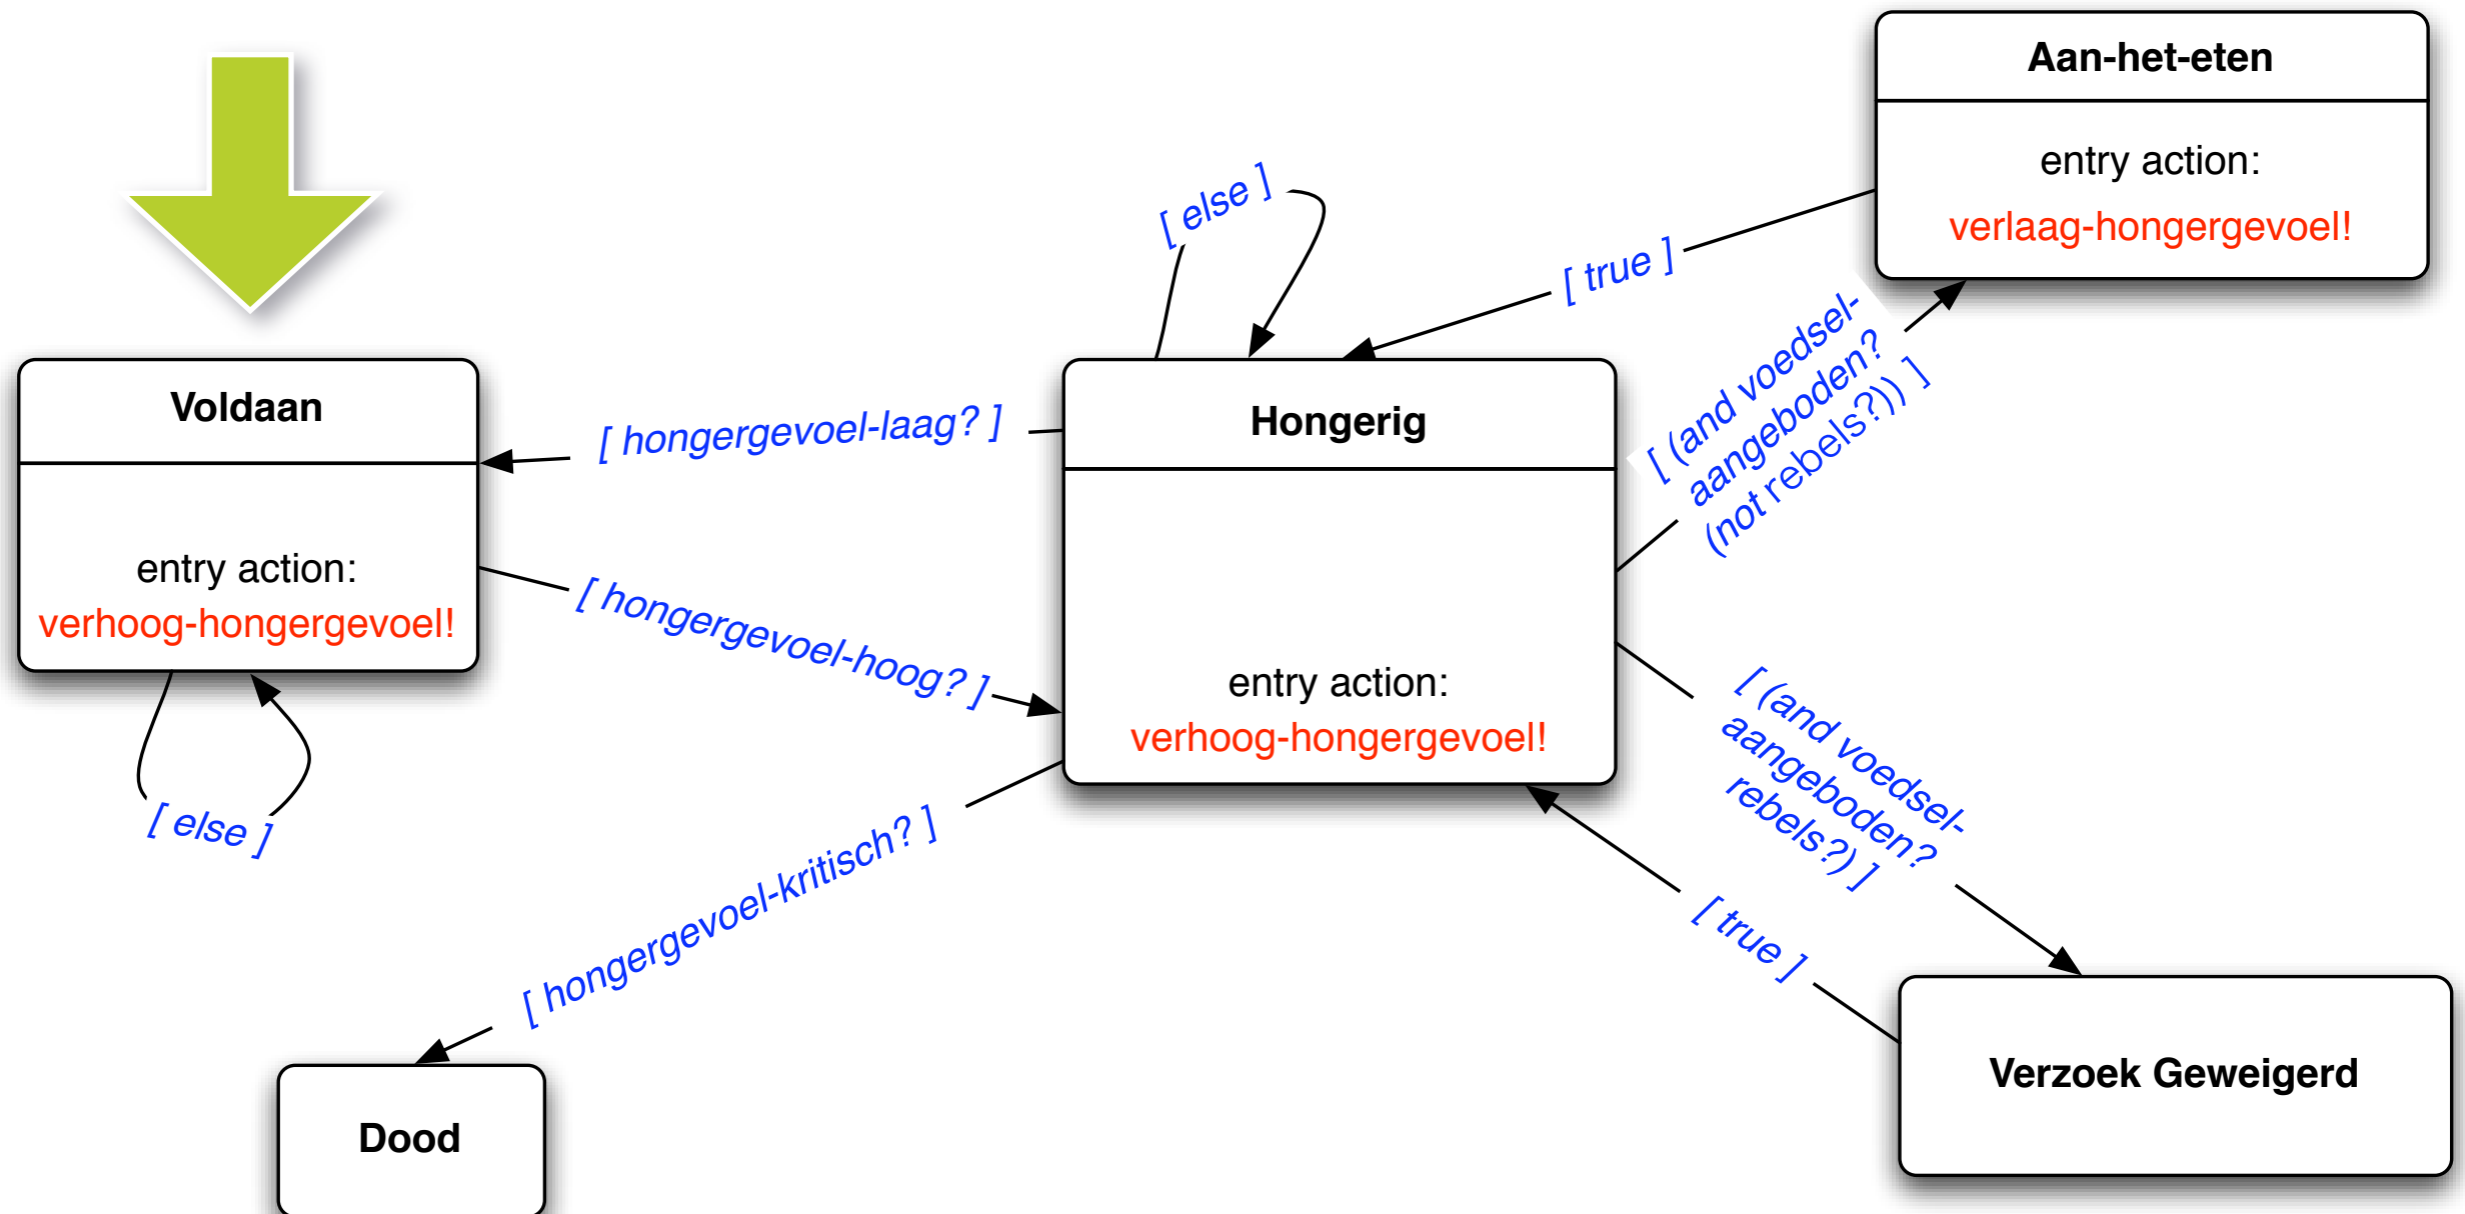 Aan-het-eten
entry action:
verlaag-hongergevoel!
[ else ]
[ true ]
Voldaan
entry action:
verhoog-hongergevoel!
[ else ]
[ hongergevoel-laag? ]
[ hongergevoel-hoog? ]
Hongerig
entry action:
verhoog-hongergevoel!
[ (and voedsel-
aangeboden?
(not rebels?)) ]
[ (and voedsel-
aangeboden?
rebels?) ]
[ true ]
[ hongergevoel-kritisch? ]
Dood
Verzoek Geweigerd